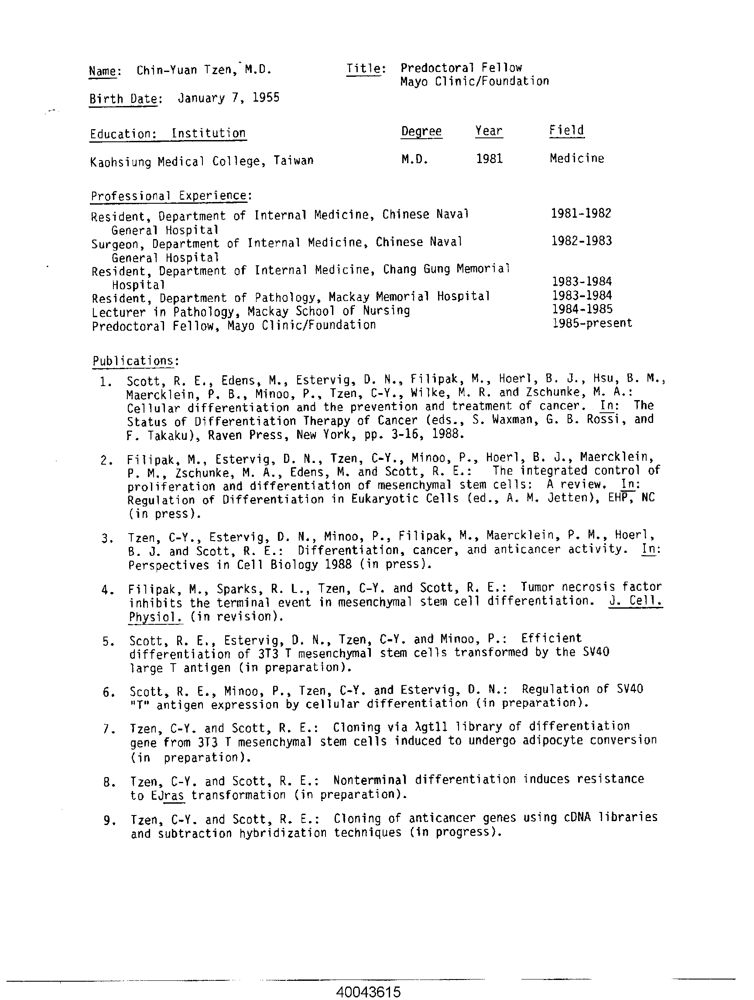 Name: Chin-Yuan Tzen, M.D. Title: Predoctoral Fellow
Mayo Clinic/Foundation
Birth Date: January 7, 1955
Education: Institution Degree Year Field
Kaohsiung Medical College, Taiwan M.D. 1981 Medicine
Professional Experience:
Resident, Department of Internal Medicine, Chinese Naval 1981-1982
General Hospital
Surgeon, Department of Internal Medicine, Chinese Naval 1982-1983
General Hospital
Resident, Department of Internal Medicine, Chang Gung Memorial
Hospital 1983-1984
Resident, Department of Pathology, Mackay Memorial Hospital 1983-1984
Lecturer in Pathology, Mackay School of Nursing 1984-1985
Predoctoral Fellow, Mayo Clinic/Foundation 1985-present
Publications:
1. Scott, R. E., Edens, M., Estervig, D. N., Filipak, M., Hoerl, B. J., Hsu, B. M.,
Maercklein, P. B., Minoo, P., Tzen, C-Y., Wilke, M. R. and Zschunke, M. A.:
Cellular differentiation and the prevention and treatment of cancer. In: The
Status of Differentiation Therapy of Cancer (eds., S. Waxman, G. B. Rossi, and
F. Takaku), Raven Press, New York, pp. 3-16, 1988.
2. Filipak, M., Estervig, D. N., Tzen, C-Y., Minoo, P., Hoerl, B. J., Maercklein,
P. M., Zschunke, M. A., Edens, M. and Scott, R. E.: The integrated control of
proliferation and differentiation of mesenchymal stem cells: A review. In:
Regulation of Differentiation in Eukaryotic Cells (ed., A. M. Jetten), EHP, NC
(in press).
3. Tzen, C-Y., Estervig, D. N., Minoo, P., Filipak, M., Maercklein, P. M., Hoerl,
B. J. and Scott, R. E.: Differentiation, cancer, and anticancer activity. In:
Perspectives in Cell Biology 1988 (in press).
4. Filipak, M., Sparks, R. L., Tzen, C-Y. and Scott, R. E.: Tumor necrosis factor
inhibits the terminal event in mesenchymal stem cell differentiation. J. Cell.
Physiol. (in revision).
5. Scott, R. E., Estervig, D. N., Tzen, C-Y. and Minoo, P.: Efficient
differentiation of 3T3 T mesenchymal stem cells transformed by the SV40
large T antigen (in preparation).
6. Scott, R. E., Minoo, P., Tzen, C-Y. and Estervig, D. N.: Regulation of SV40
"T" antigen expression by cellular differentiation (in preparation).
7. Tzen, C-Y. and Scott, R. E.: Cloning via λgt11 library of differentiation
gene from 3T3 T mesenchymal stem cells induced to undergo adipocyte conversion
(in preparation).
8. Tzen, C-Y. and Scott, R. E.: Nonterminal differentiation induces resistance
to EJras transformation (in preparation).
9. Tzen, C-Y. and Scott, R. E.: Cloning of anticancer genes using cDNA libraries
and subtraction hybridization techniques (in progress).
40043615